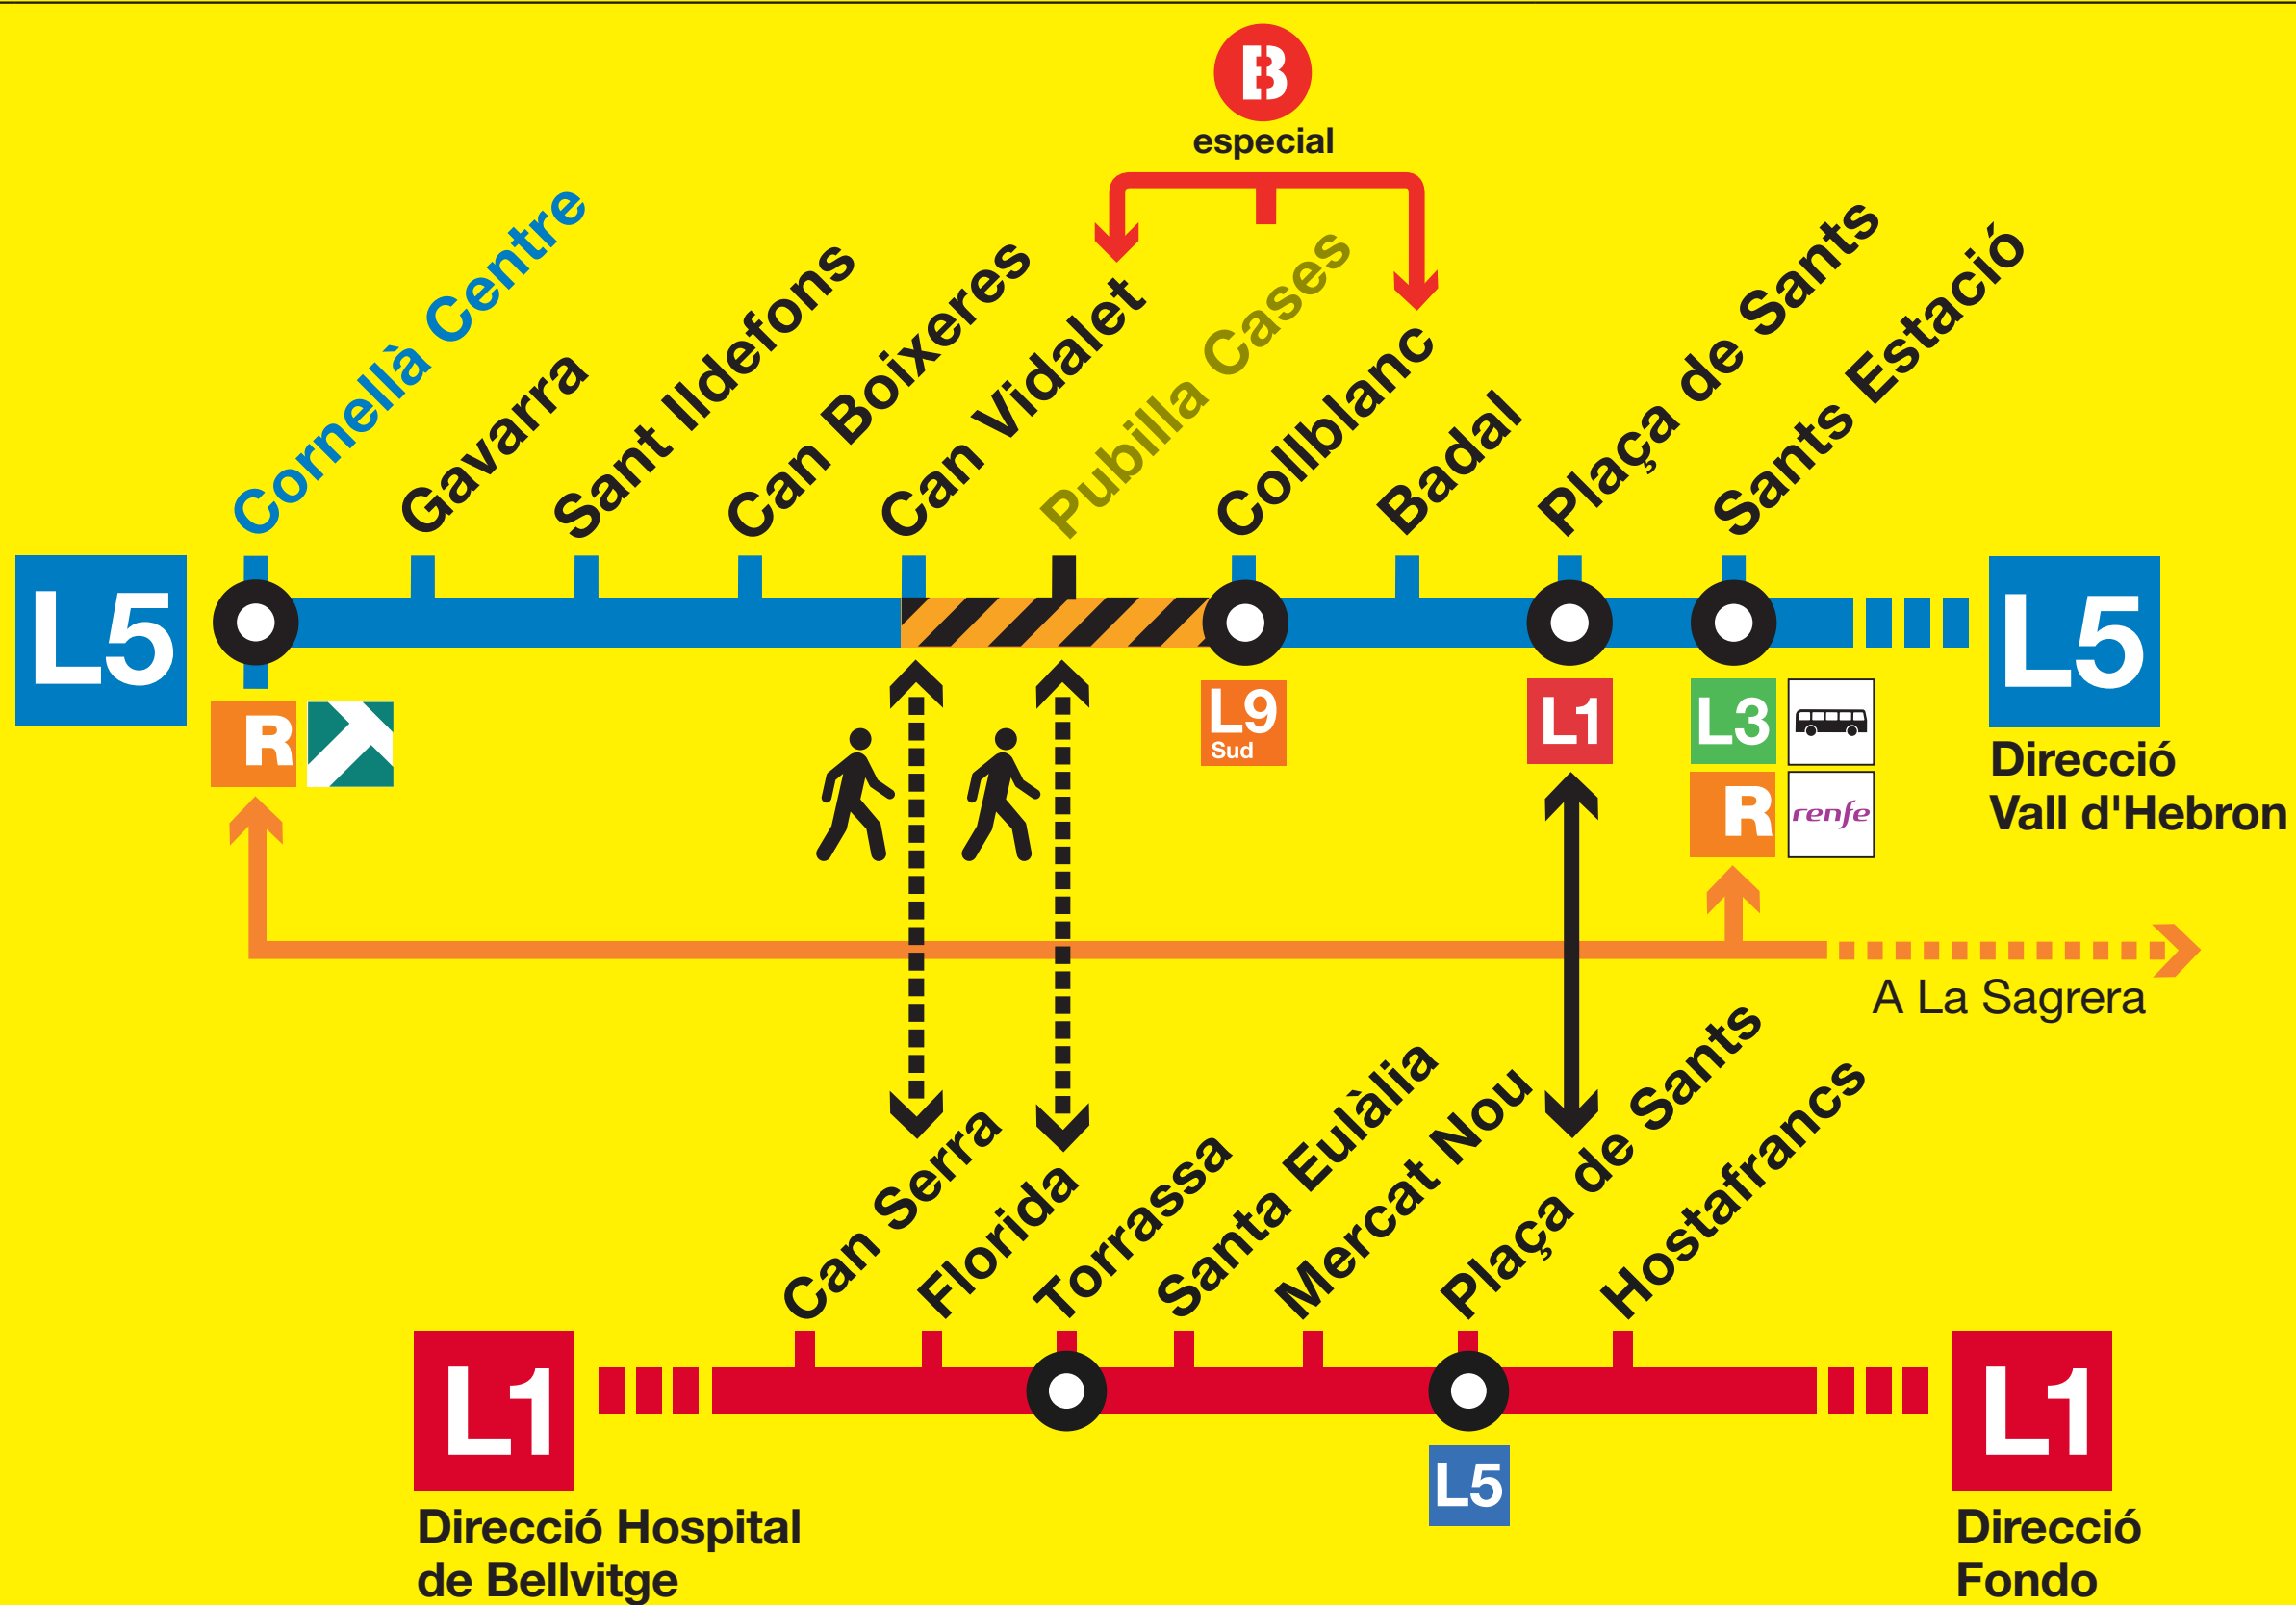 B
especial
Cornellà Centre
Gavarra
Sant Ildefons
Can Boixeres
Can Vidalet
Pubilla Cases
Collblanc
Badal
Plaça de Sants
Sants Estació
L5
L5
R
L9
Sud
L1
L3
R
renfe
Direcció
Vall d'Hebron
A La Sagrera
Can Serra
Florida
Torrassa
Santa Eulàlia
Mercat Nou
Plaça de Sants
Hostafrancs
L1
L1
L5
Direcció Hospital
de Bellvitge
Direcció
Fondo